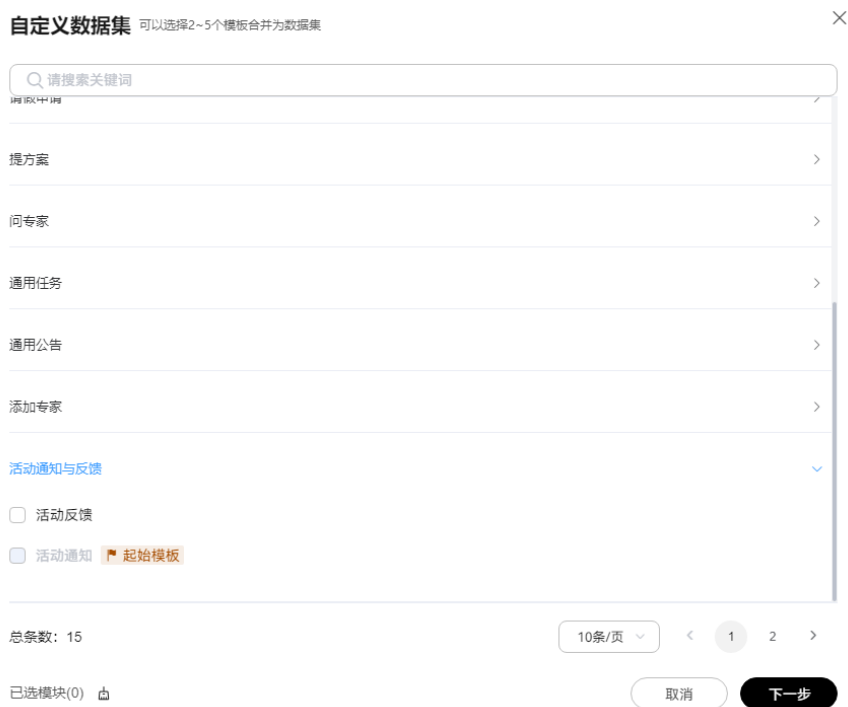 自定义数据集 可以选择2~5个模板合并为数据集
请搜索关键词
请假申请
提方案
问专家
通用任务
通用公告
添加专家
活动通知与反馈
活动反馈
活动通知 起始模板
总条数：15 10条/页 1 2
已选模块(0) 取消 下一步